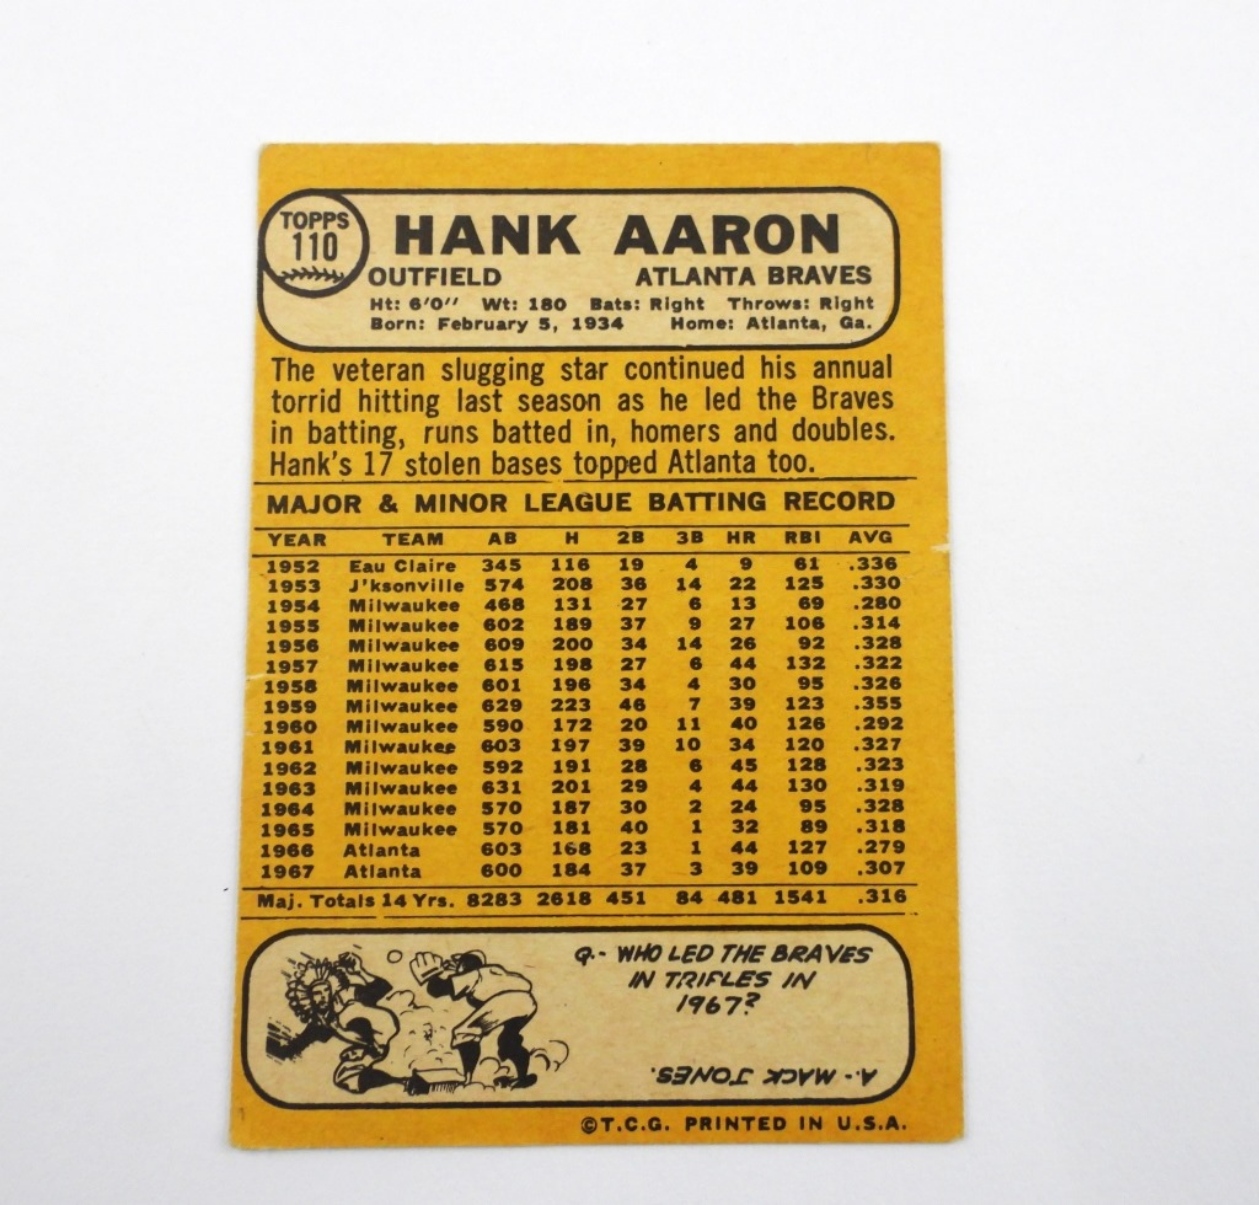 TOPPS
110
HANK AARON
OUTFIELD ATLANTA BRAVES
Ht: 6'0'' Wt: 180 Bats: Right Throws: Right
Born: February 5, 1934 Home: Atlanta, Ga.
The veteran slugging star continued his annual
torrid hitting last season as he led the Braves
in batting, runs batted in, homers and doubles.
Hank's 17 stolen bases topped Atlanta too.
MAJOR & MINOR LEAGUE BATTING RECORD
YEAR TEAM AB H 2B 3B HR RBI AVG
1952 Eau Claire 345 116 19 4 9 61 .336
1953 J'ksonville 574 208 36 14 22 125 .330
1954 Milwaukee 468 131 27 6 13 69 .280
1955 Milwaukee 602 189 37 9 27 106 .314
1956 Milwaukee 609 200 34 14 26 92 .328
1957 Milwaukee 615 198 27 6 44 132 .322
1958 Milwaukee 601 196 34 4 30 95 .326
1959 Milwaukee 629 223 46 7 39 123 .355
1960 Milwaukee 590 172 20 11 40 126 .292
1961 Milwaukee 603 197 39 10 34 120 .327
1962 Milwaukee 592 191 28 6 45 128 .323
1963 Milwaukee 631 201 29 4 44 130 .319
1964 Milwaukee 570 187 30 2 24 95 .328
1965 Milwaukee 570 181 40 1 32 89 .318
1966 Atlanta 603 168 23 1 44 127 .279
1967 Atlanta 600 184 37 3 39 109 .307
Maj. Totals 14 Yrs. 8283 2618 451 84 481 1541 .316
Q.- WHO LED THE BRAVES
IN TRIPLES IN
1967?
A.- MACK JONES.
©T.C.G. PRINTED IN U.S.A.